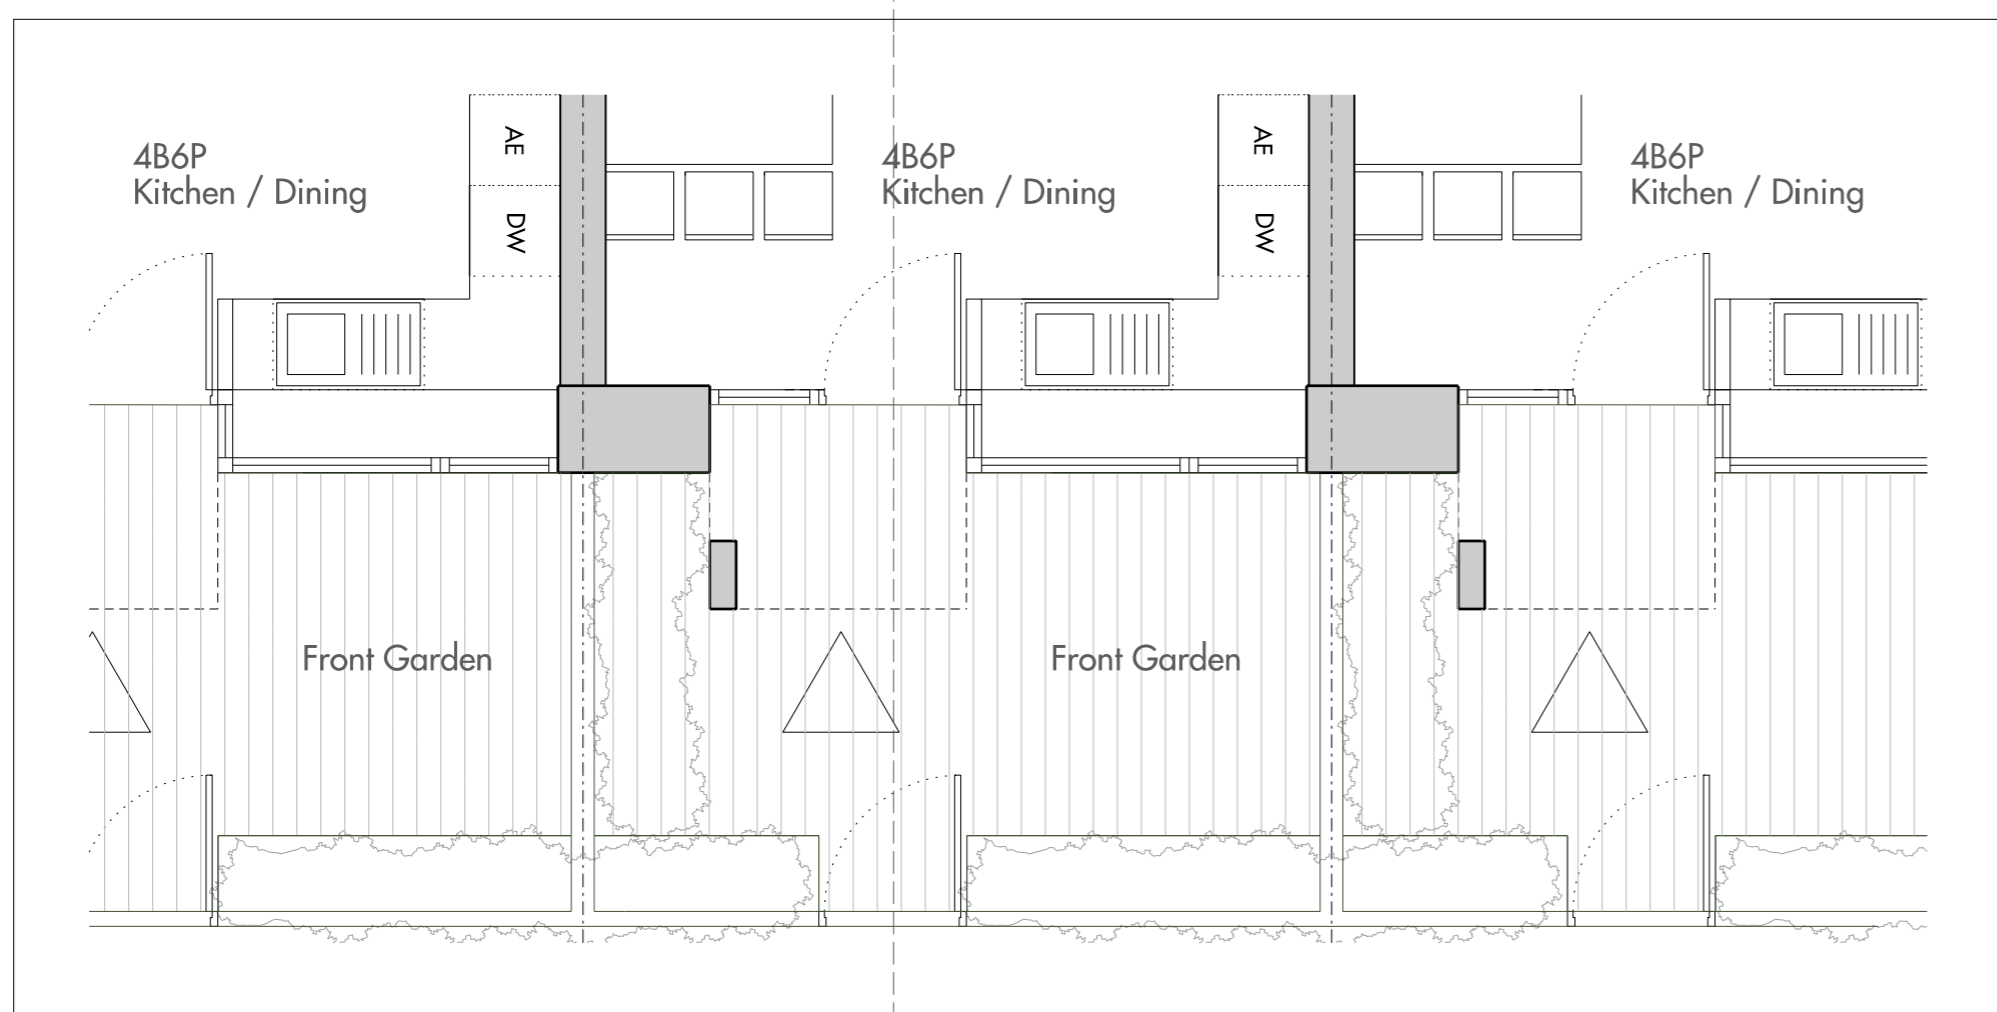 4B6P
Kitchen / Dining
AE
DW
4B6P
Kitchen / Dining
AE
DW
4B6P
Kitchen / Dining
Front Garden
Front Garden